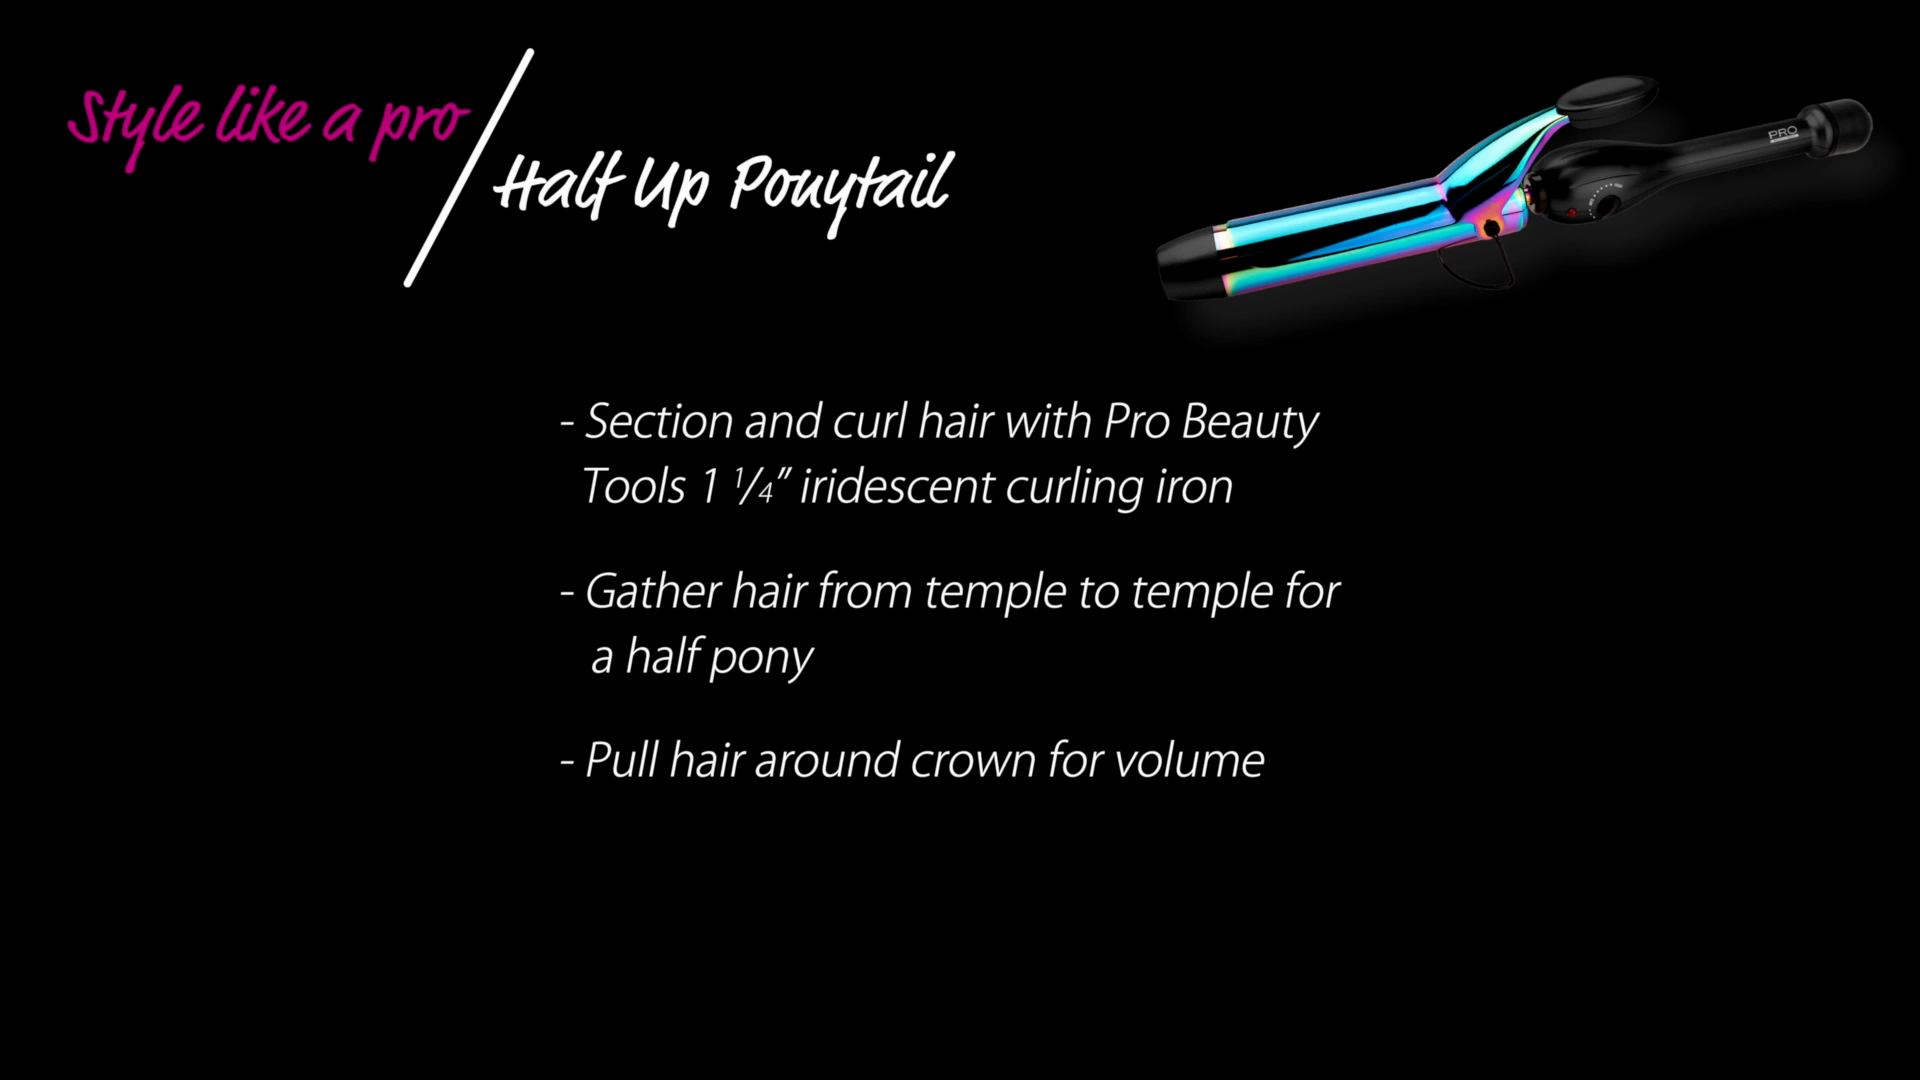 Style like a pro
Half Up Ponytail
PRO
- Section and curl hair with Pro Beauty
Tools 1 ¼” iridescent curling iron
- Gather hair from temple to temple for
a half pony
- Pull hair around crown for volume